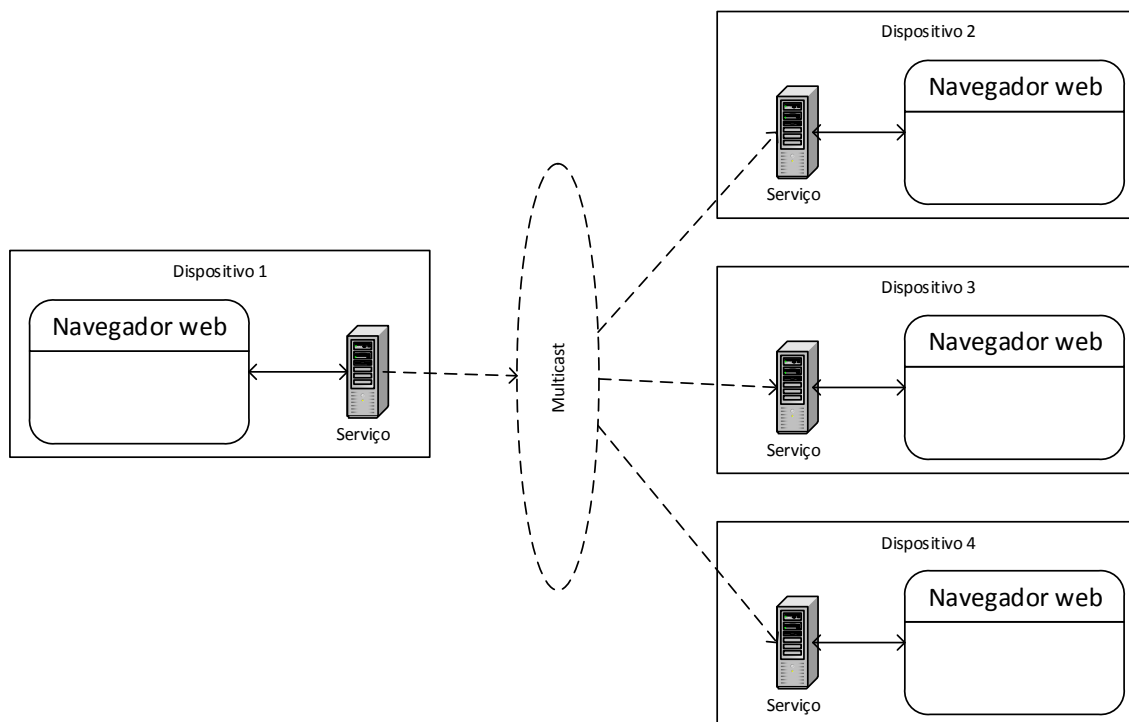 Dispositivo 1
Navegador web
Serviço
Multicast
Dispositivo 2
Navegador web
Serviço
Dispositivo 3
Navegador web
Serviço
Dispositivo 4
Navegador web
Serviço